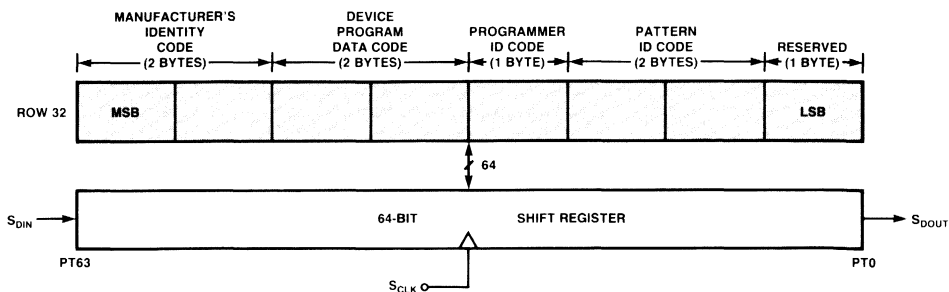 MANUFACTURER'S
IDENTITY
CODE
(2 BYTES)
DEVICE
PROGRAM
DATA CODE
(2 BYTES)
PROGRAMMER
ID CODE
(1 BYTE)
PATTERN
ID CODE
(2 BYTES)
RESERVED
(1 BYTE)
ROW 32
MSB
LSB
64
SDIN
64-BIT SHIFT REGISTER
SDOUT
PT63
PT0
SCLK